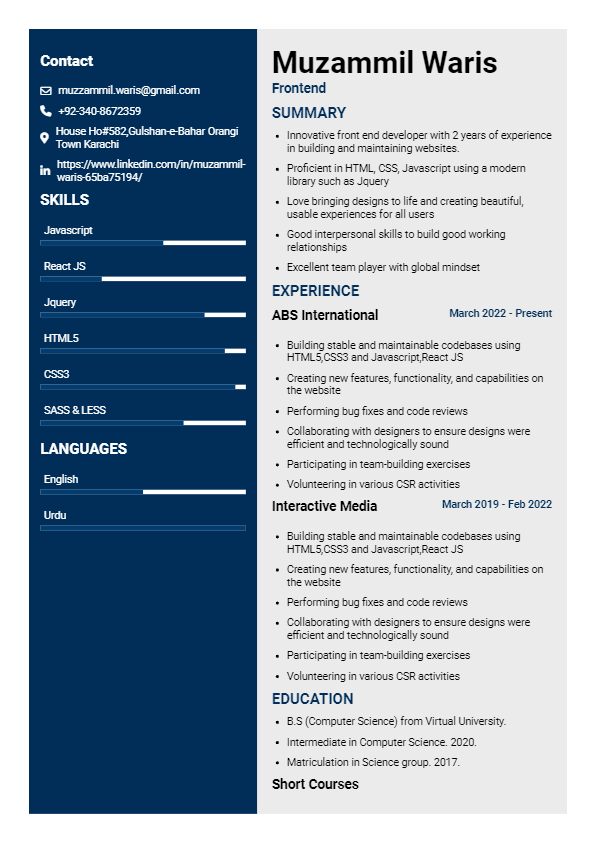 Contact
muzzammil.waris@gmail.com
+92-340-8672359
House Ho#582,Gulshan-e-Bahar Orangi
Town Karachi
https://www.linkedin.com/in/muzammil-
waris-65ba75194/
SKILLS
Javascript
React JS
Jquery
HTML5
CSS3
SASS & LESS
LANGUAGES
English
Urdu
Muzammil Waris
Frontend
SUMMARY
• Innovative front end developer with 2 years of experience
in building and maintaining websites.
• Proficient in HTML, CSS, Javascript using a modern
library such as Jquery
• Love bringing designs to life and creating beautiful,
usable experiences for all users
• Good interpersonal skills to build good working
relationships
• Excellent team player with global mindset
EXPERIENCE
ABS International March 2022 - Present
• Building stable and maintainable codebases using
HTML5,CSS3 and Javascript,React JS
• Creating new features, functionality, and capabilities on
the website
• Performing bug fixes and code reviews
• Collaborating with designers to ensure designs were
efficient and technologically sound
• Participating in team-building exercises
• Volunteering in various CSR activities
Interactive Media March 2019 - Feb 2022
• Building stable and maintainable codebases using
HTML5,CSS3 and Javascript,React JS
• Creating new features, functionality, and capabilities on
the website
• Performing bug fixes and code reviews
• Collaborating with designers to ensure designs were
efficient and technologically sound
• Participating in team-building exercises
• Volunteering in various CSR activities
EDUCATION
• B.S (Computer Science) from Virtual University.
• Intermediate in Computer Science. 2020.
• Matriculation in Science group. 2017.
Short Courses